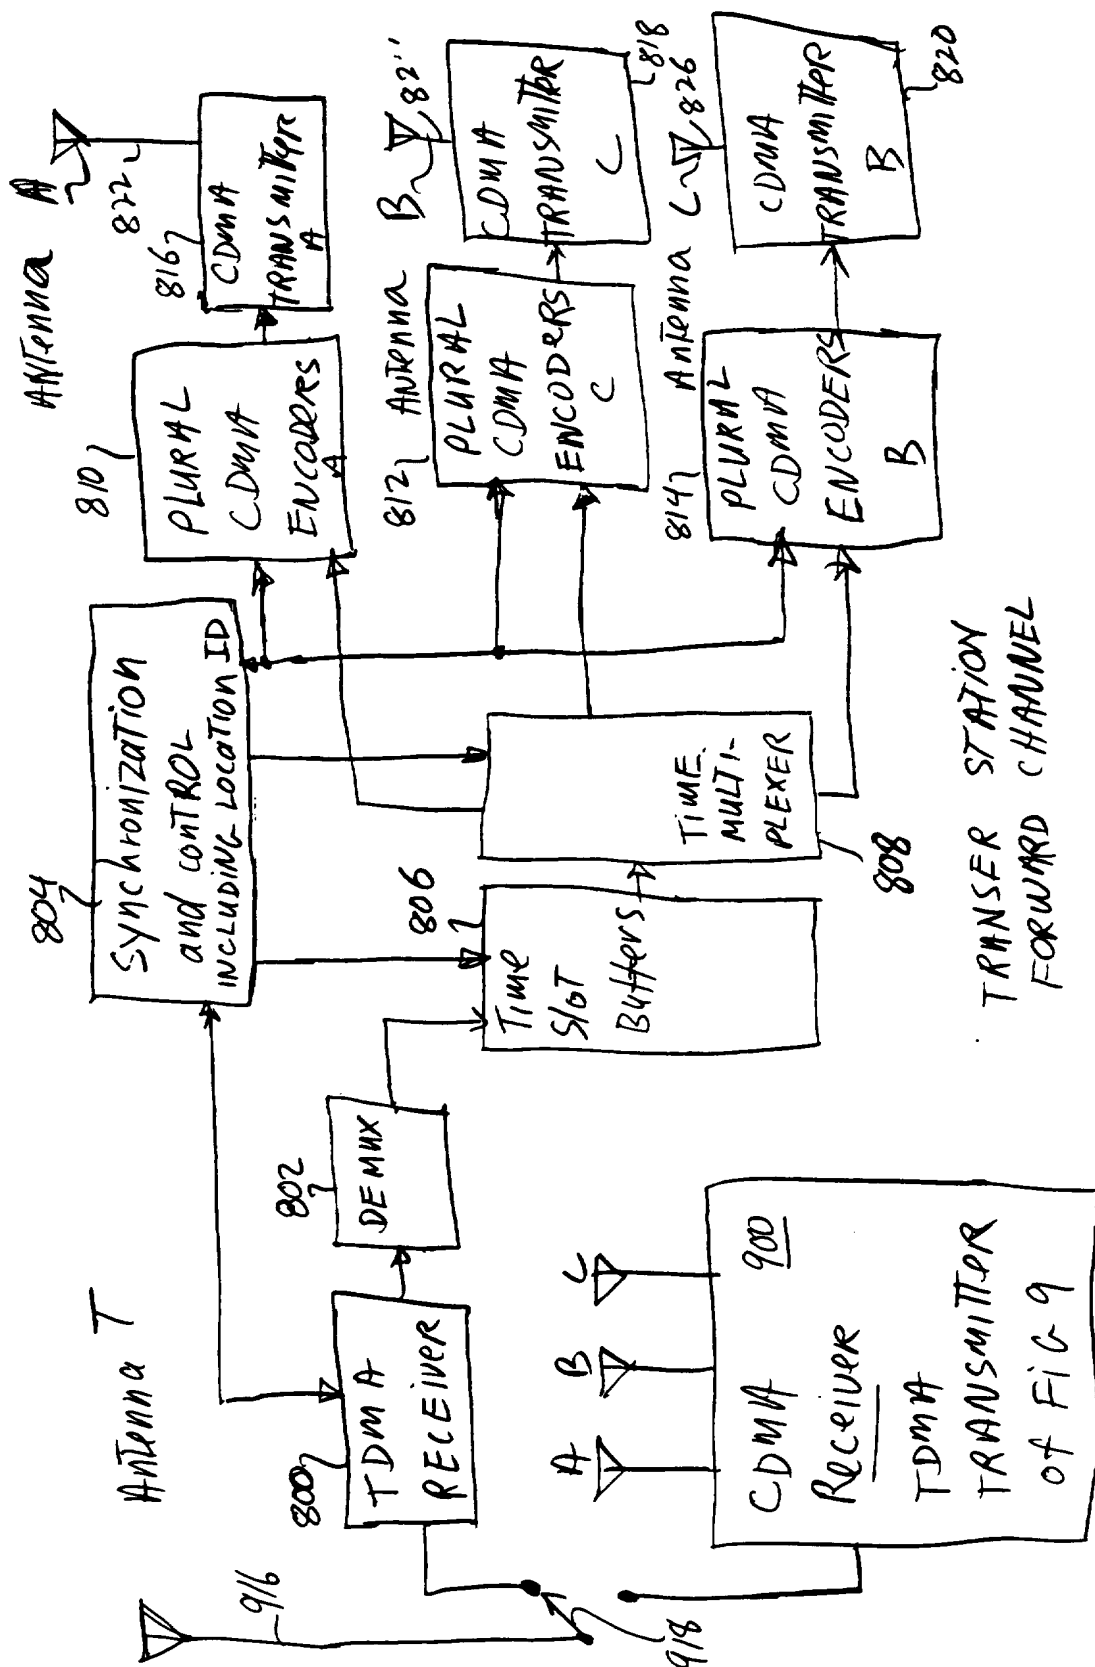 Antenna T
916
918
800
TDMA
RECEIVER
802
DEMUX
804
Synchronization
and CONTROL
INCLUDING LOCATION ID
806
Time
Slot
Buffers
808
TIME
MULTI-
PLEXER
810
PLURAL
CDMA
ENCODERS
A
816
CDMA
TRANSMITTER
A
822
ANTenna A
812
PLURAL
CDMA
ENCODERS
C
Antenna B
CDMA
TRANSMITTER
C
818
814
PLURAL
CDMA
ENCODERS
B
Antenna C
826
CDMA
TRANSMITTER
B
820
A
B
C
CDMA 900
Receiver
TDMA
TRANSMITTER
of FIG 9
TRANSER STATION
FORWARD CHANNEL